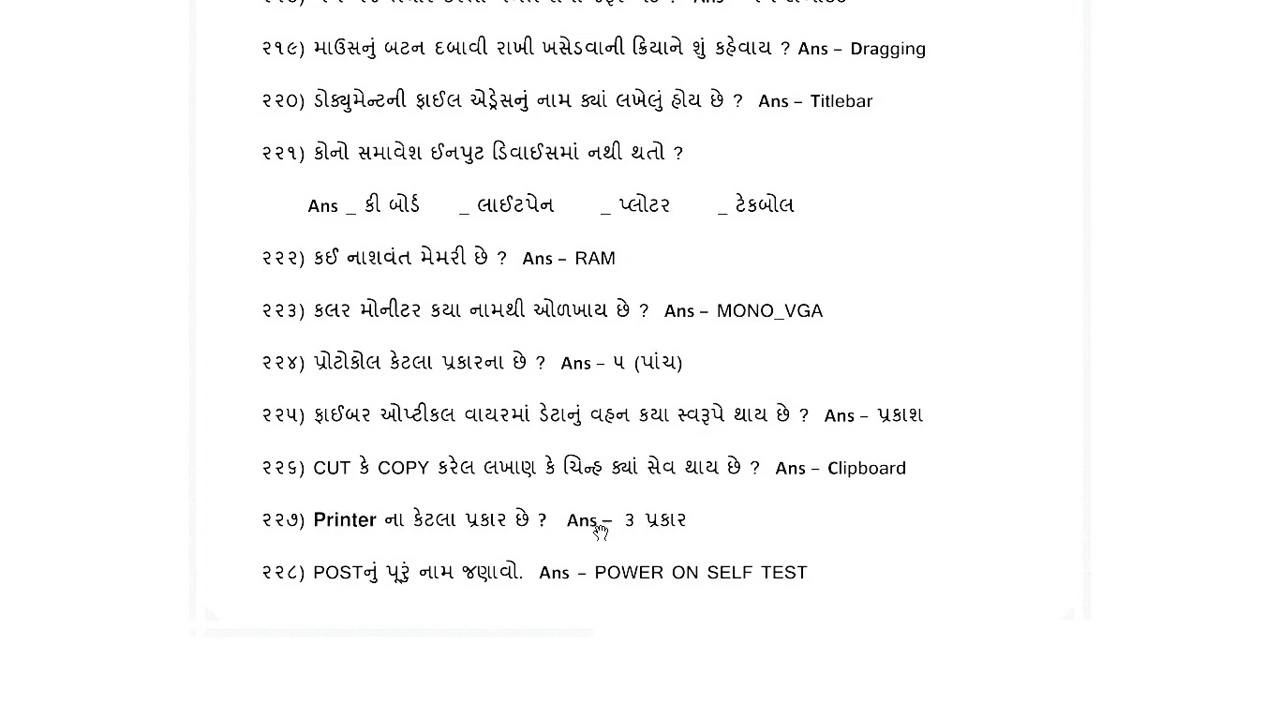 ૨૧૯) માઉસનું બટન દબાવી રાખી ખસેડવાની ક્રિયાને શું કહેવાય ? Ans – Dragging
૨૨૦) ડોક્યુમેન્ટની ફાઈલ એડ્રેસનું નામ ક્યાં લખેલું હોય છે ? Ans – Titlebar
૨૨૧) કોનો સમાવેશ ઈનપુટ ડિવાઈસમાં નથી થતો ?
Ans _ કી બોર્ડ _ લાઈટપેન _ પ્લોટર _ ટેકબોલ
૨૨૨) કઈ નાશવંત મેમરી છે ? Ans – RAM
૨૨૩) કલર મોનીટર કયા નામથી ઓળખાય છે ? Ans – MONO_VGA
૨૨૪) પ્રોટોકોલ કેટલા પ્રકારના છે ? Ans – ૫ (પાંચ)
૨૨૫) ફાઈબર ઓપ્ટીકલ વાયરમાં ડેટાનું વહન કયા સ્વરૂપે થાય છે ? Ans – પ્રકાશ
૨૨૬) CUT કે COPY કરેલ લખાણ કે ચિન્હ ક્યાં સેવ થાય છે ? Ans – Clipboard
૨૨૭) Printer ના કેટલા પ્રકાર છે ? Ans – ૩ પ્રકાર
૨૨૮) POSTનું પૂરું નામ જણાવો. Ans – POWER ON SELF TEST